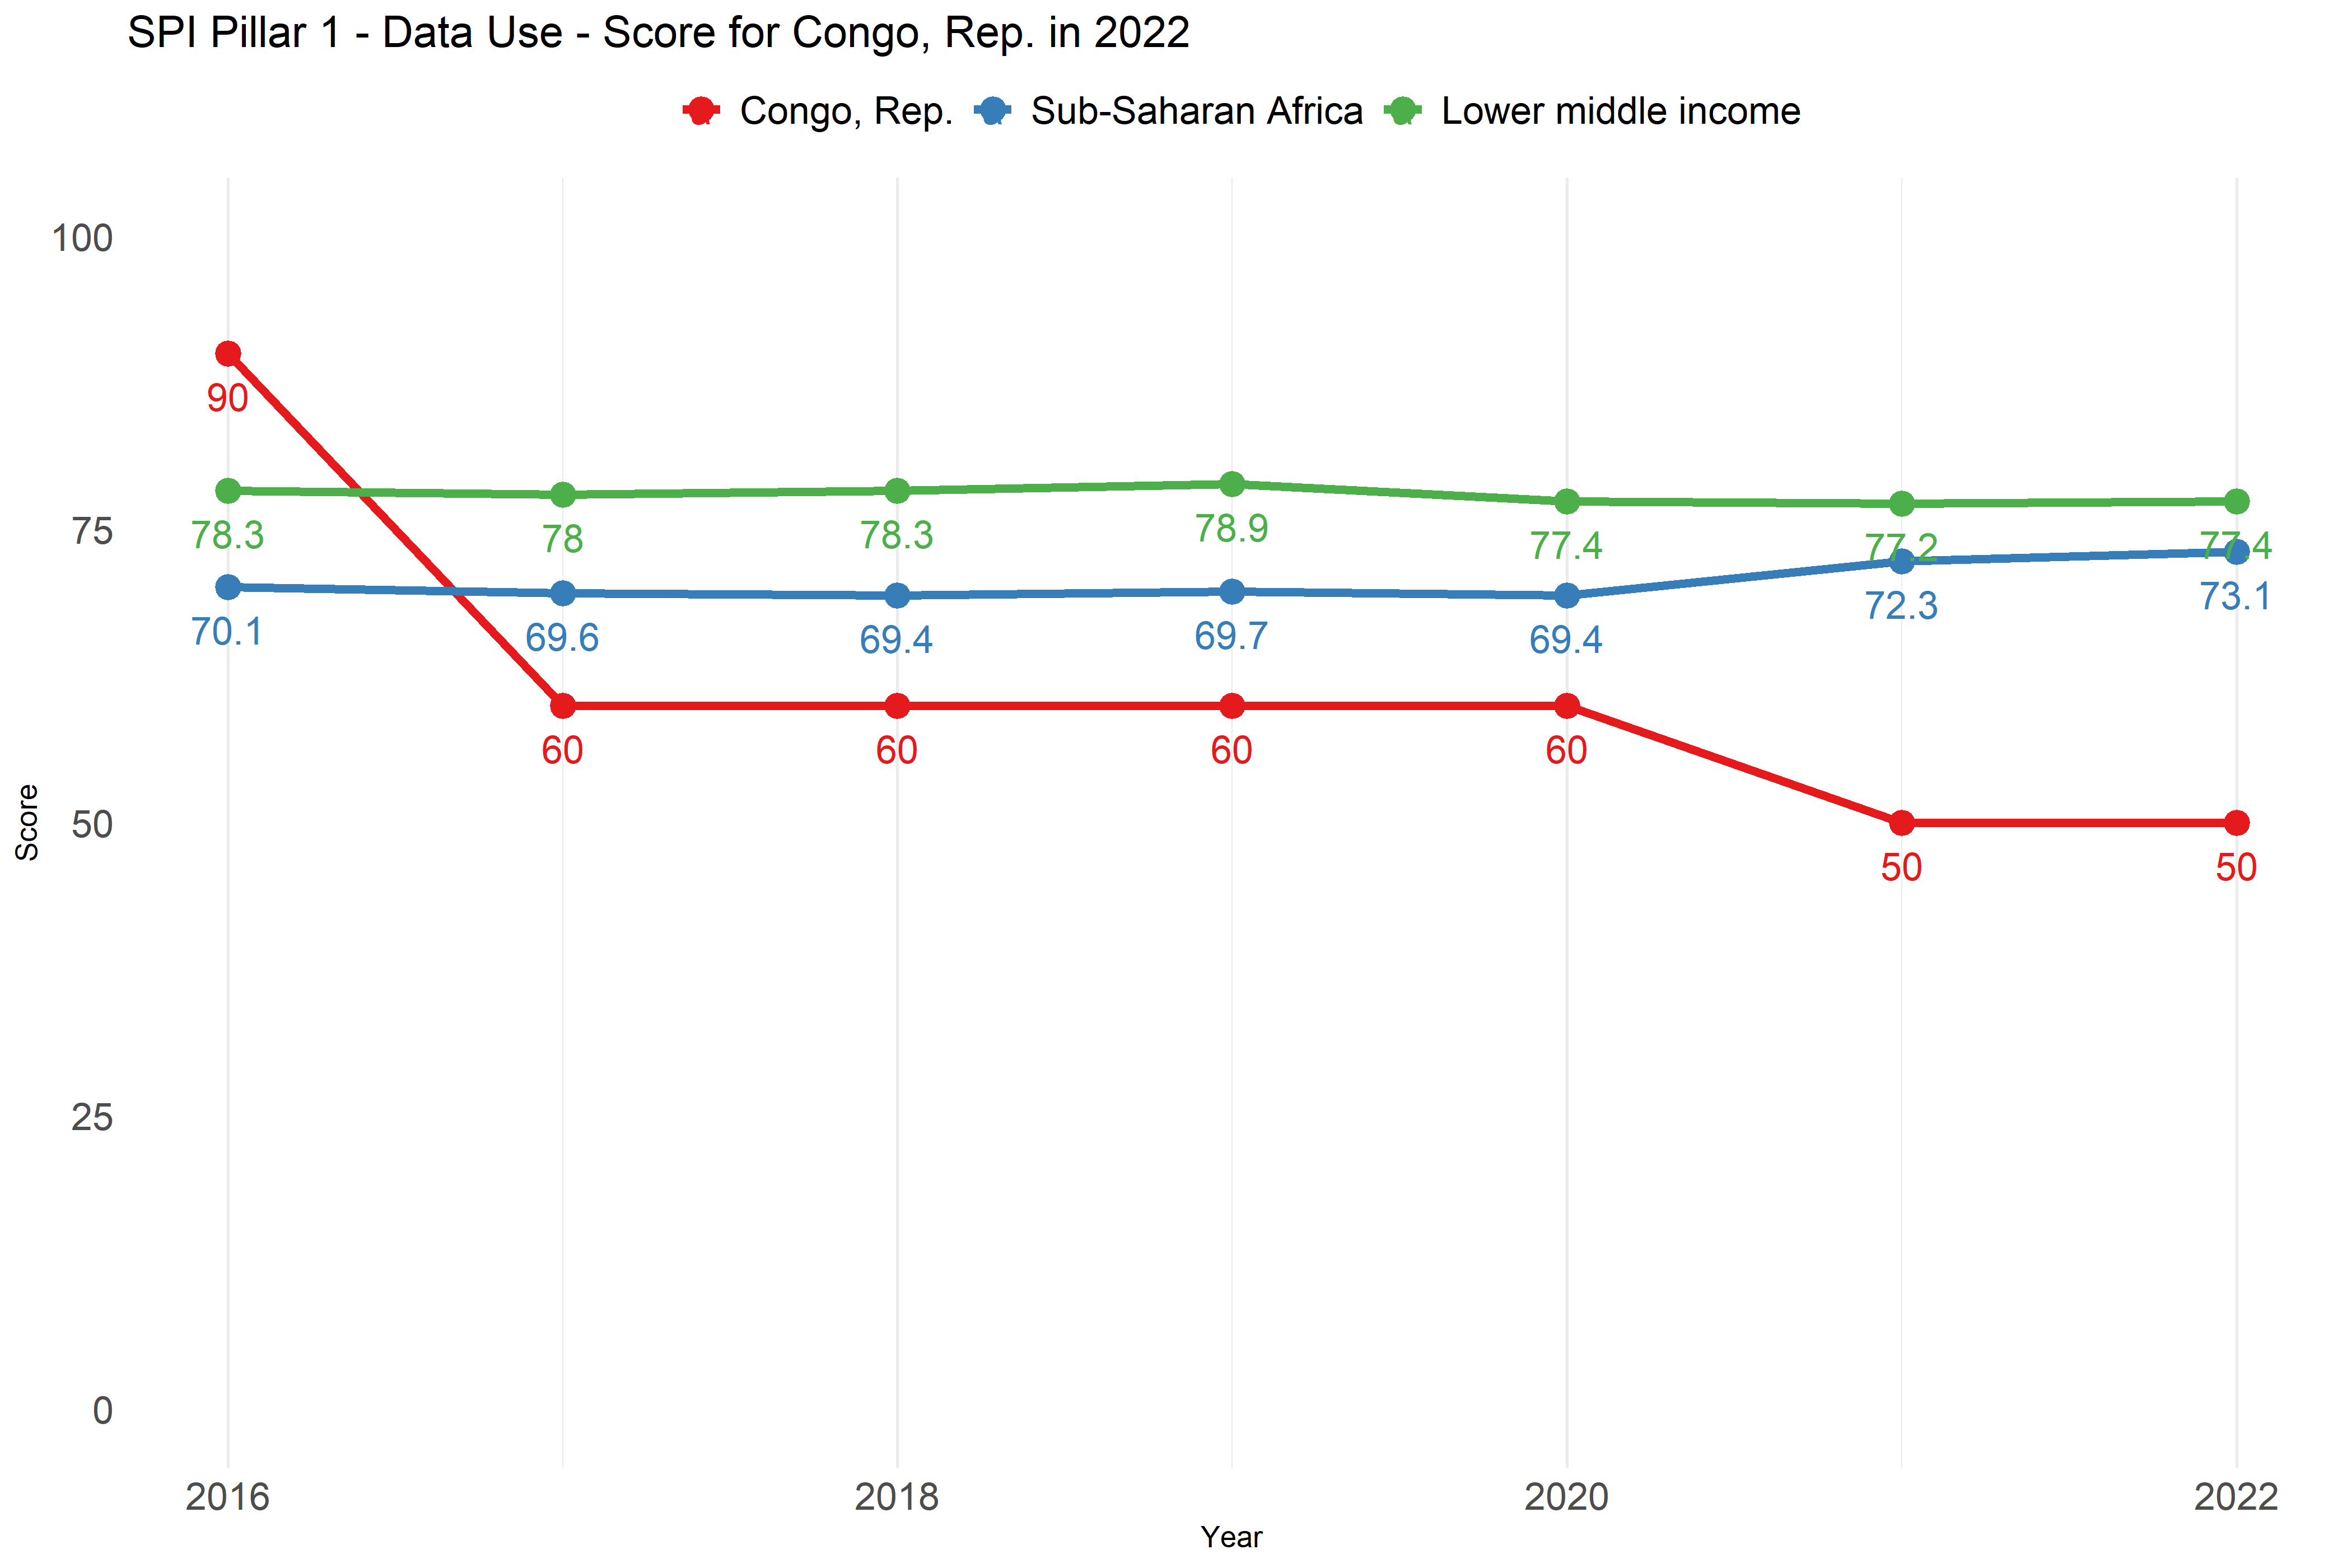 SPI Pillar 1 - Data Use - Score for Congo, Rep. in 2022
Congo, Rep. Sub-Saharan Africa Lower middle income
100
75
50
25
0
Score
90
78.3 78 78.3 78.9 77.4 77.2 77.4
70.1 69.6 69.4 69.7 69.4 72.3 73.1
60 60 60 60
50 50
2016 2018 2020 2022
Year